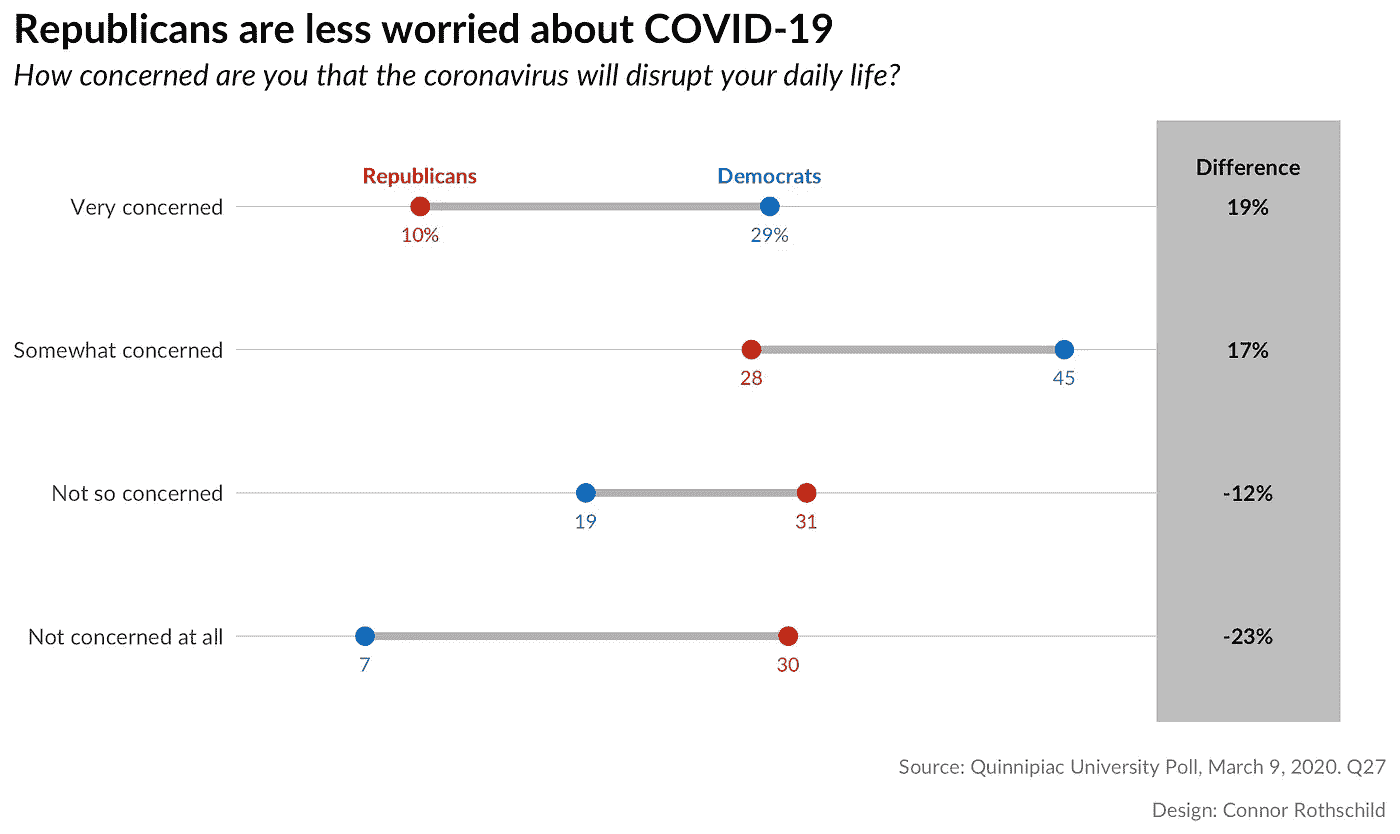 Republicans are less worried about COVID-19
How concerned are you that the coronavirus will disrupt your daily life?
Difference
Republicans
Democrats
Very concerned
19%
10%
29%
Somewhat concerned
17%
28
45
Not so concerned
-12%
19
31
Not concerned at all
-23%
7
30
Source: Quinnipiac University Poll, March 9, 2020. Q27
Design: Connor Rothschild